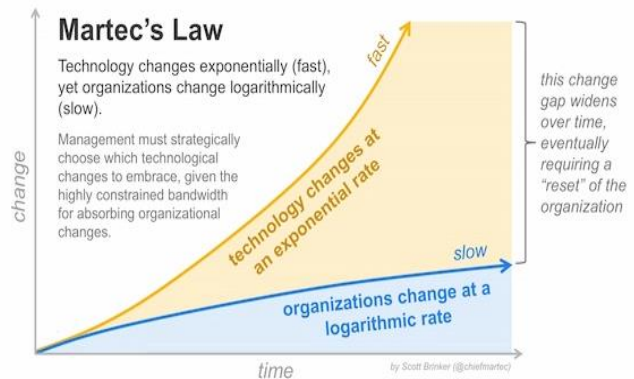 Martec's Law
Technology changes exponentially (fast),
yet organizations change logarithmically
(slow).
Management must strategically
choose which technological
changes to embrace, given the
highly constrained bandwidth
for absorbing organizational
changes.
change
fast
technology changes at
an exponential rate
this change
gap widens
over time,
eventually
requiring a
“reset” of the
organization
slow
organizations change at a
logarithmic rate
time
by Scott Brinker (@chiefmartec)